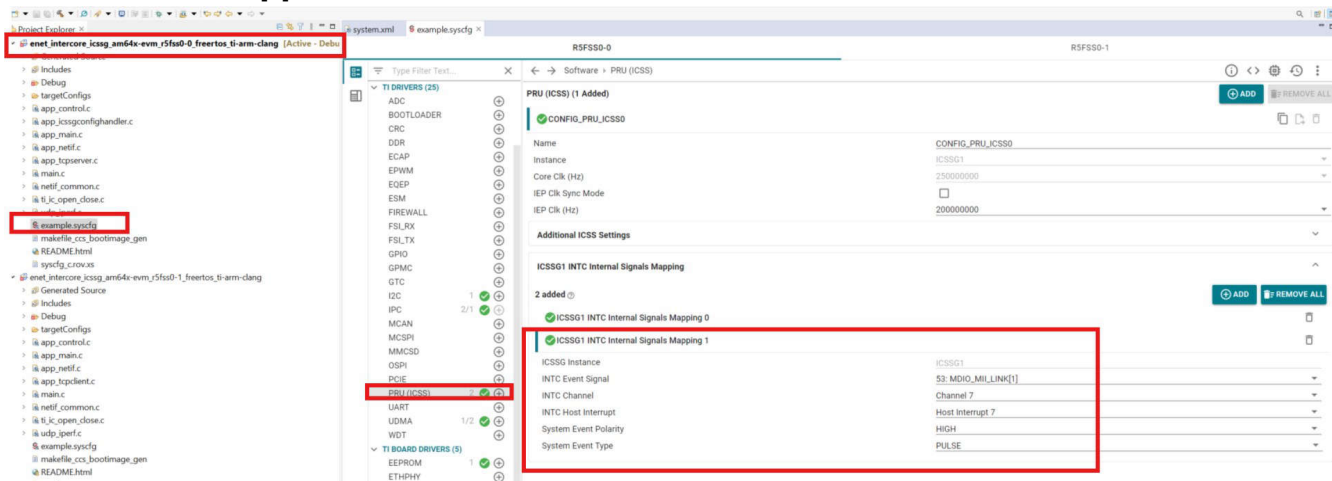 Project Explorer ×
system.xml
example.syscfg ×
enet_intercore_icssg_am64x-evm_r5fss0-0_freertos_ti-arm-clang [Active - Debu
Generated Source
Includes
Debug
targetConfigs
app_control.c
app_icssgconfighandler.c
app_main.c
app_netif.c
app_tcpserver.c
main.c
netif_common.c
ti_ic_open_close.c
udp_iperf.c
example.syscfg
makefile_ccs_bootimage_gen
README.html
syscfg_c.rov.xs
enet_intercore_icssg_am64x-evm_r5fss0-1_freertos_ti-arm-clang
Generated Source
Includes
Debug
targetConfigs
app_control.c
app_main.c
app_netif.c
app_tcpclient.c
main.c
netif_common.c
ti_ic_open_close.c
udp_iperf.c
example.syscfg
makefile_ccs_bootimage_gen
README.html
R5FSS0-0
R5FSS0-1
Type Filter Text...
TI DRIVERS (25)
ADC
BOOTLOADER
CRC
DDR
ECAP
EPWM
EQEP
ESM
FIREWALL
FSI_RX
FSI_TX
GPIO
GPMC
GTC
I2C 1
IPC 2/1
MCAN
MCSPI
MMCSD
OSPI
PCIE
PRU (ICSS) 2
UART
UDMA 1/2
WDT
TI BOARD DRIVERS (5)
EEPROM 1
ETHPHY
Software > PRU (ICSS)
PRU (ICSS) (1 Added)
ADD
REMOVE ALL
CONFIG_PRU_ICSS0
Name CONFIG_PRU_ICSS0
Instance ICSSG1
Core Clk (Hz) 250000000
IEP Clk Sync Mode
IEP Clk (Hz) 200000000
Additional ICSS Settings
ICSSG1 INTC Internal Signals Mapping
2 added
ADD
REMOVE ALL
ICSSG1 INTC Internal Signals Mapping 0
ICSSG1 INTC Internal Signals Mapping 1
ICSSG Instance ICSSG1
INTC Event Signal 53: MDIO_MII_LINK[1]
INTC Channel Channel 7
INTC Host Interrupt Host Interrupt 7
System Event Polarity HIGH
System Event Type PULSE